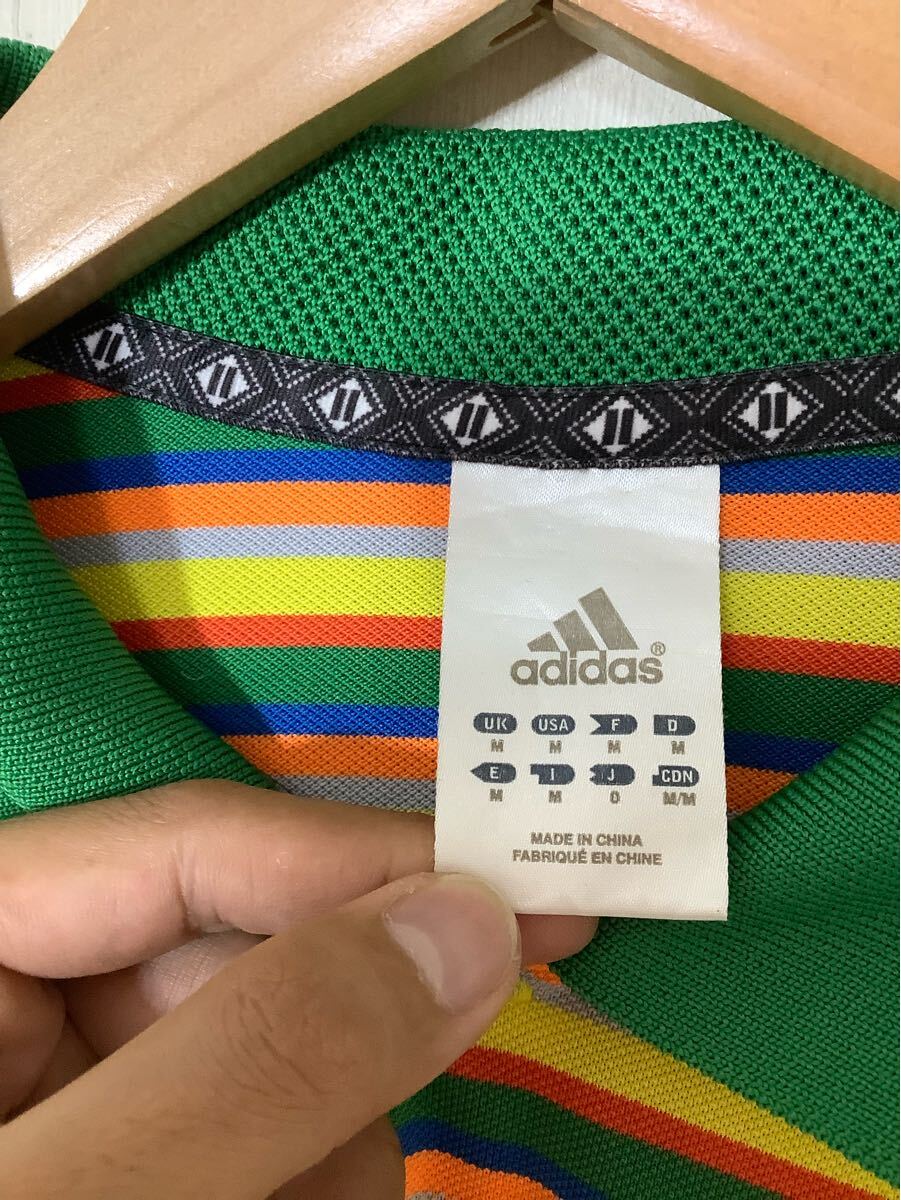 adidas®
UK USA F D
M M M M
E I J CDN
M M O M/M
MADE IN CHINA
FABRIQUÉ EN CHINE